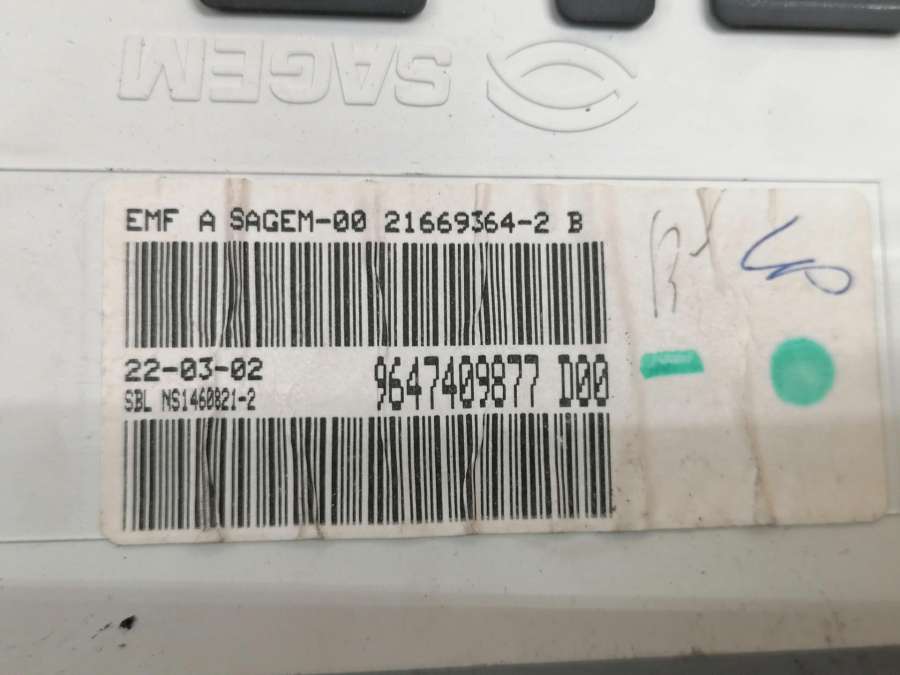 SAGEM
EMF A SAGEM-00 21669364-2 B
22-03-02
SBL NS1460821-2
9647409877 D00